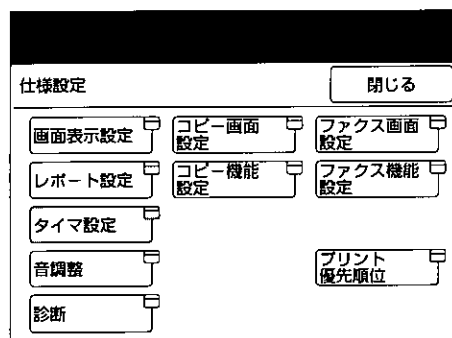 仕様設定
閉じる
画面表示設定
コピー画面
設定
ファクス画面
設定
レポート設定
コピー機能
設定
ファクス機能
設定
タイマ設定
音調整
プリント
優先順位
診断